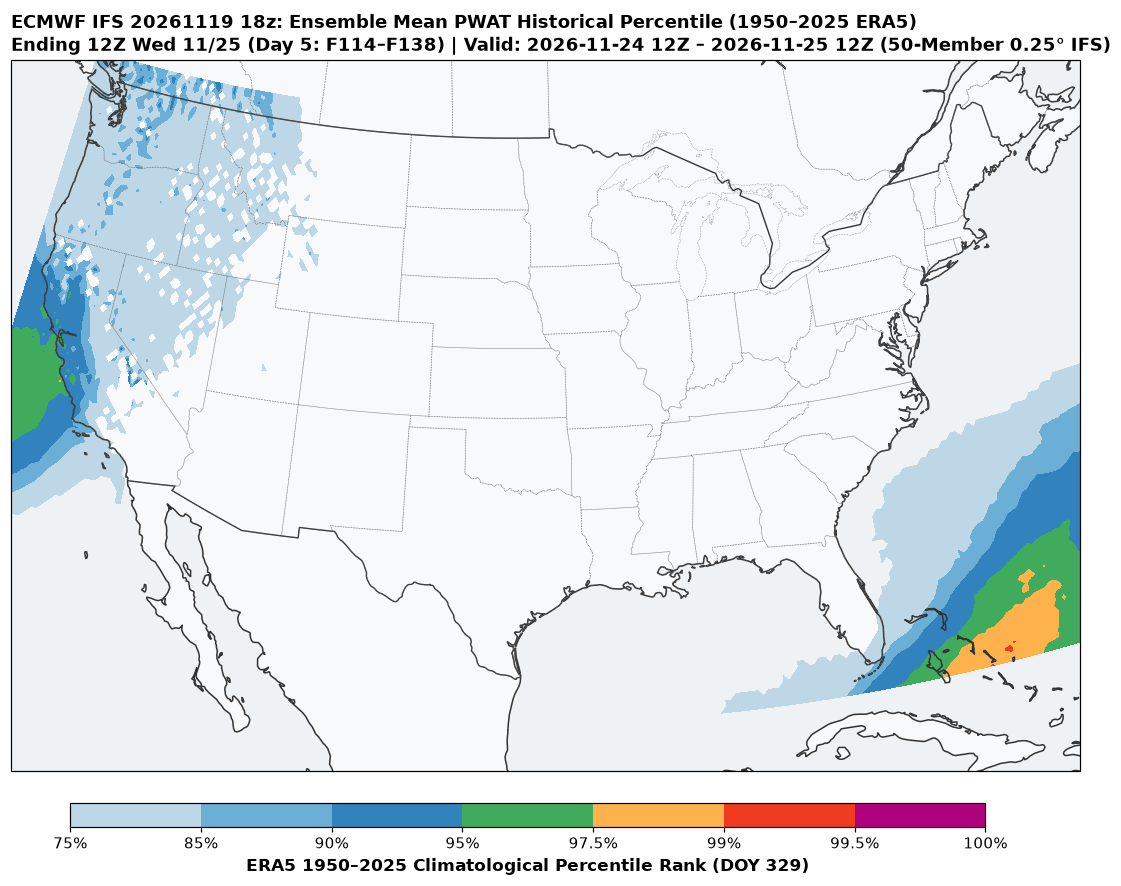 ECMWF IFS 20261119 18z: Ensemble Mean PWAT Historical Percentile (1950–2025 ERA5)
Ending 12Z Wed 11/25 (Day 5: F114–F138) | Valid: 2026-11-24 12Z – 2026-11-25 12Z (50-Member 0.25° IFS)
75% 85% 90% 95% 97.5% 99% 99.5% 100%
ERA5 1950–2025 Climatological Percentile Rank (DOY 329)